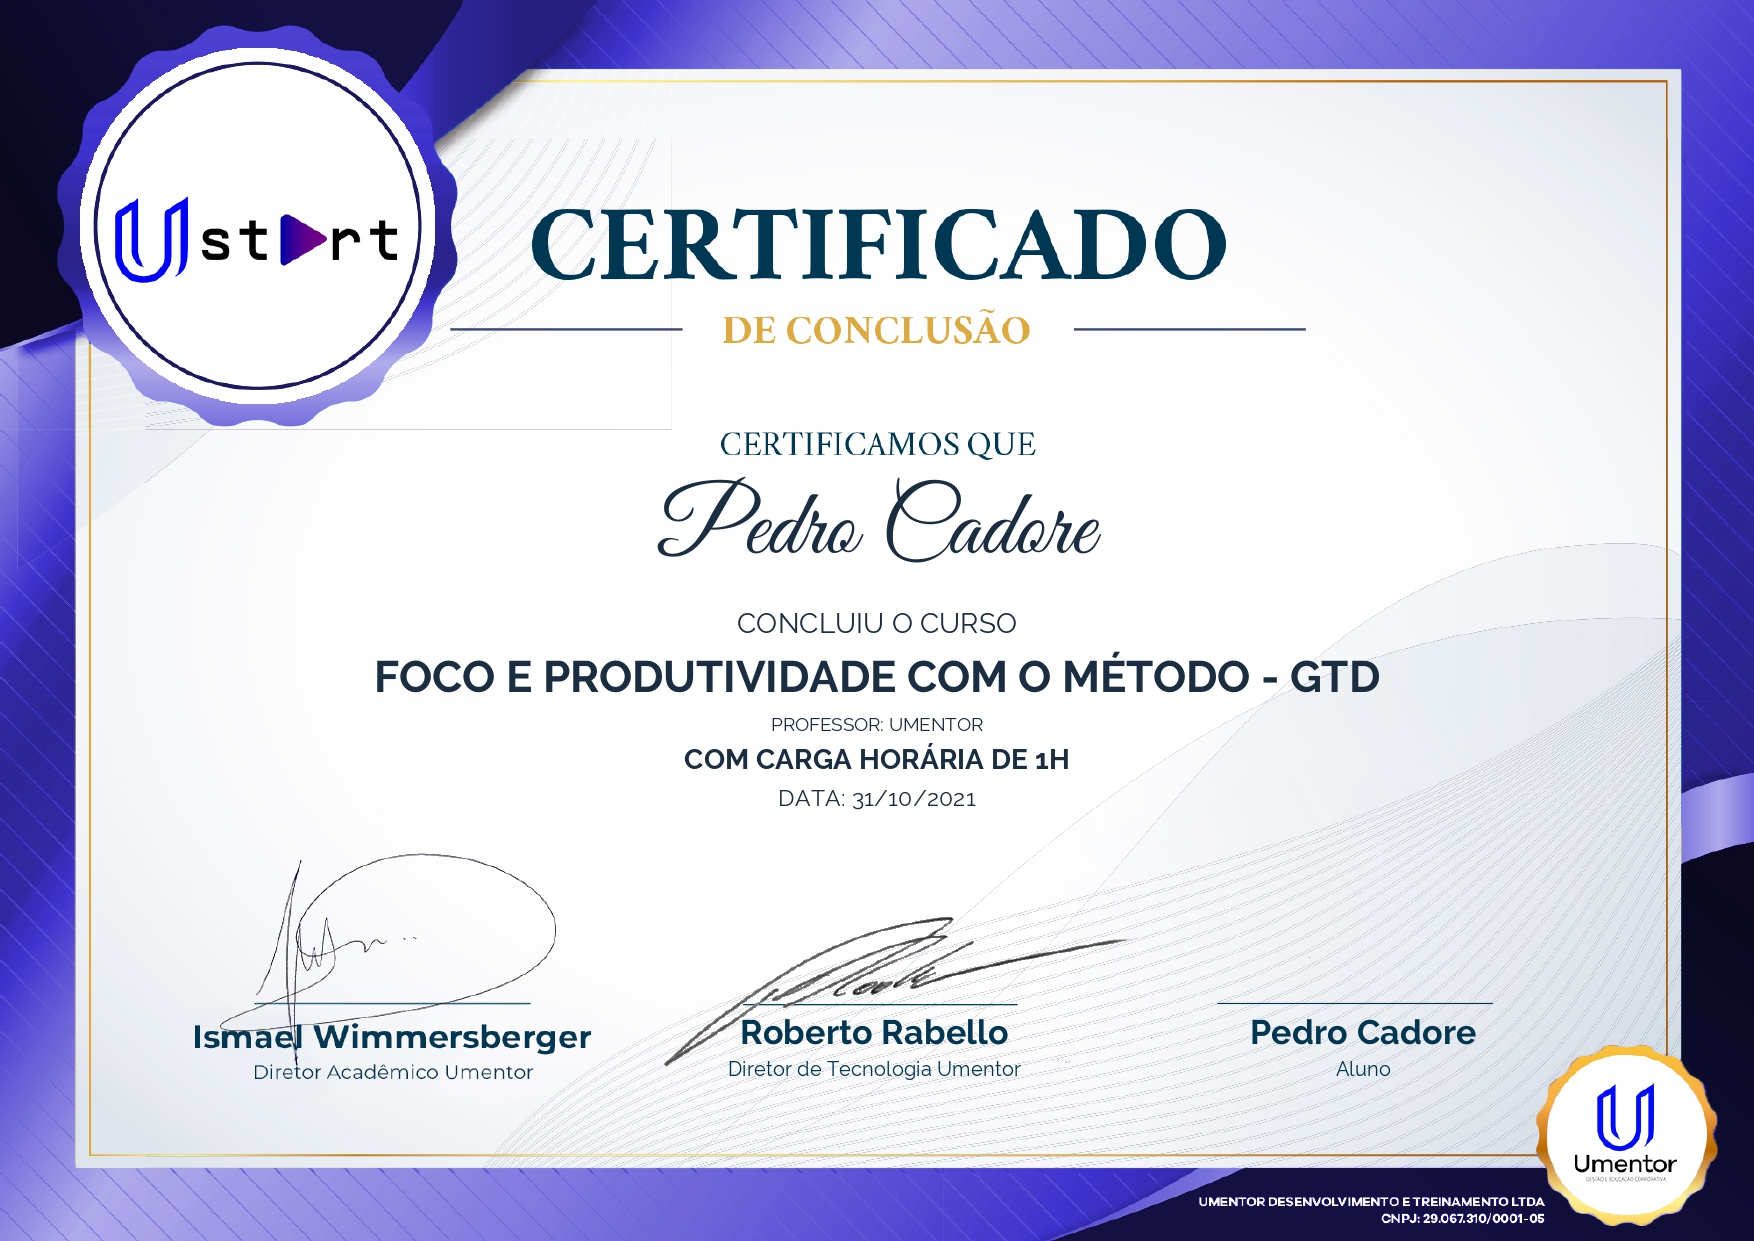 Ustart
CERTIFICADO
DE CONCLUSÃO
CERTIFICAMOS QUE
Pedro Cadore
CONCLUIU O CURSO
FOCO E PRODUTIVIDADE COM O MÉTODO - GTD
PROFESSOR: UMENTOR
COM CARGA HORÁRIA DE 1H
DATA: 31/10/2021
Ismael Wimmersberger
Diretor Acadêmico Umentor
Roberto Rabello
Diretor de Tecnologia Umentor
Pedro Cadore
Aluno
Umentor
GESTÃO E EDUCAÇÃO CORPORATIVA
UMENTOR DESENVOLVIMENTO E TREINAMENTO LTDA
CNPJ: 29.067.310/0001-05